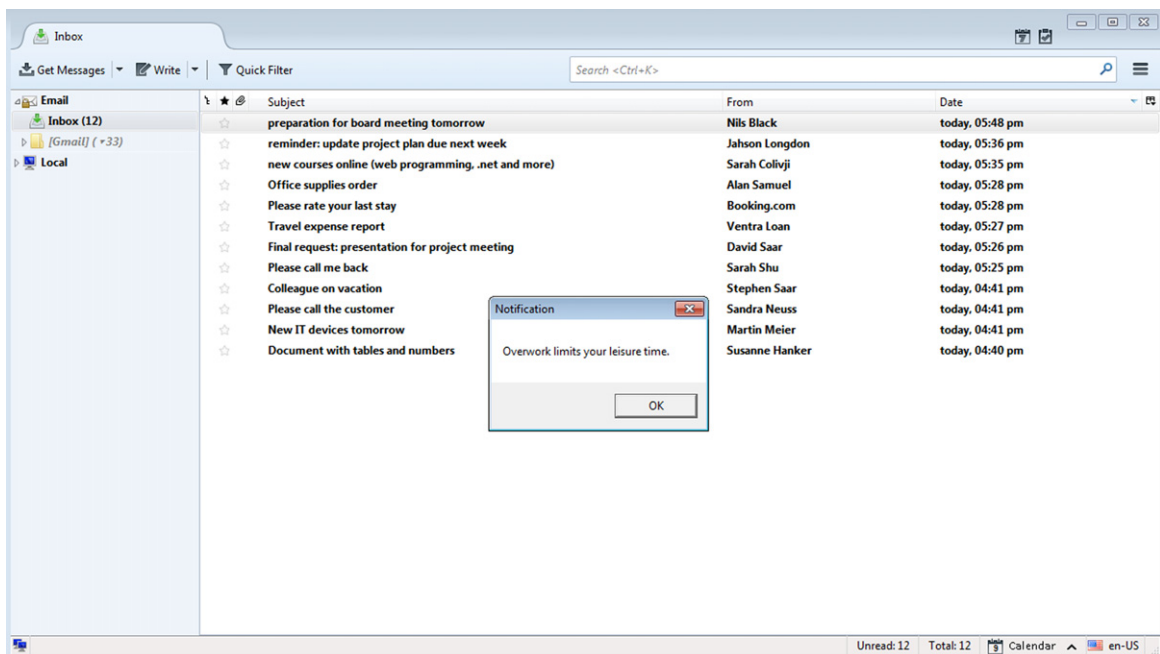 Inbox
Get Messages Write Quick Filter Search <Ctrl+K>
Email Subject From Date
Inbox (12) preparation for board meeting tomorrow Nils Black today, 05:48 pm
[Gmail] (▾33) reminder: update project plan due next week Jahson Longdon today, 05:36 pm
Local new courses online (web programming, .net and more) Sarah Colivji today, 05:35 pm
Office supplies order Alan Samuel today, 05:28 pm
Please rate your last stay Booking.com today, 05:28 pm
Travel expense report Ventra Loan today, 05:27 pm
Final request: presentation for project meeting David Saar today, 05:26 pm
Please call me back Sarah Shu today, 05:25 pm
Colleague on vacation Stephen Saar today, 04:41 pm
Please call the customer Sandra Neuss today, 04:41 pm
New IT devices tomorrow Martin Meier today, 04:41 pm
Document with tables and numbers Susanne Hanker today, 04:40 pm
Notification
Overwork limits your leisure time.
OK
Unread: 12 Total: 12 Calendar en-US